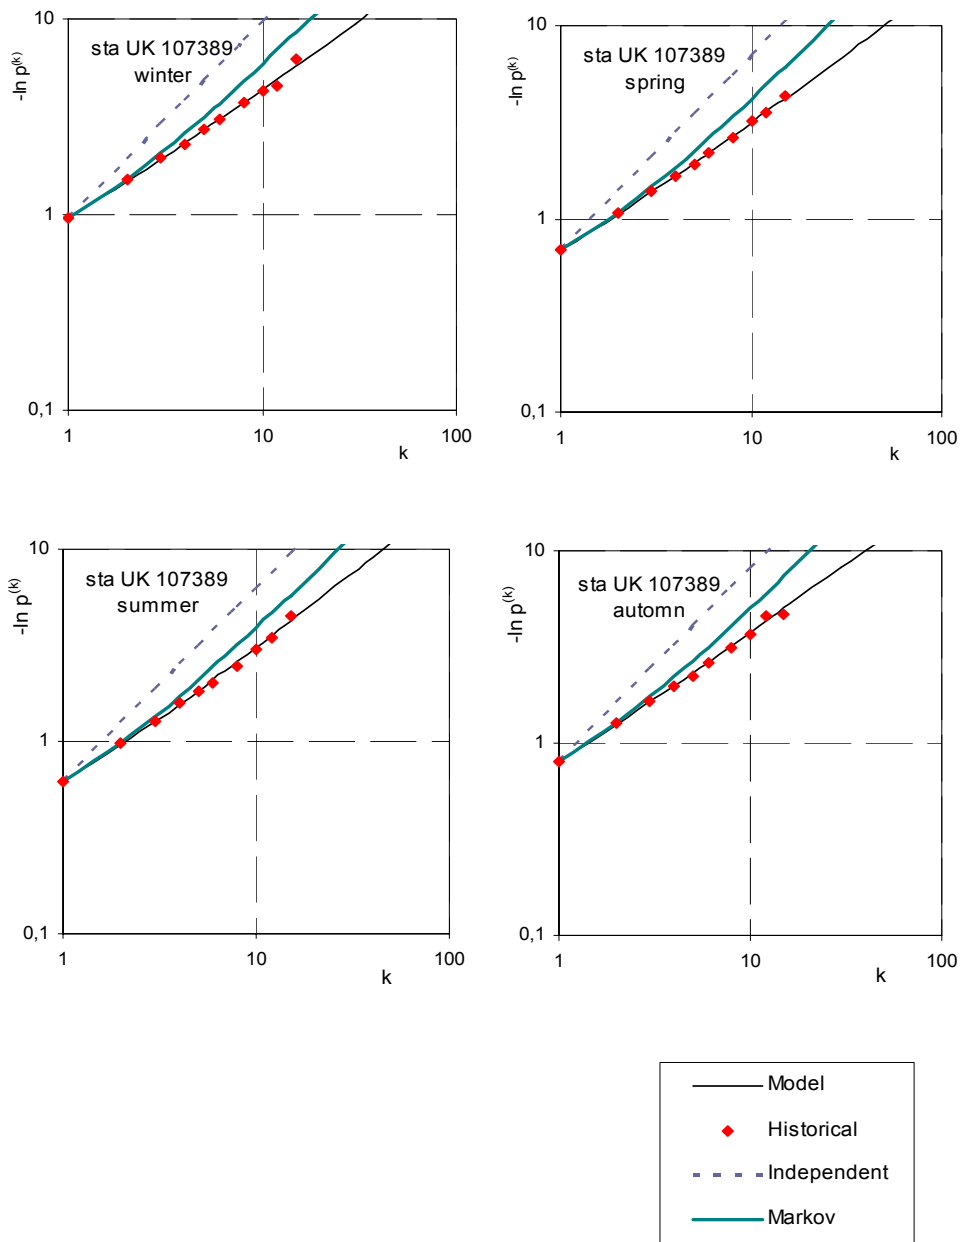 10
sta UK 107389
winter
-ln p(k)
1
0,1
1
10
100
k
10
sta UK 107389
spring
-ln p(k)
1
0,1
1
10
100
k
10
sta UK 107389
summer
-ln p(k)
1
0,1
1
10
100
k
10
sta UK 107389
automn
-ln p(k)
1
0,1
1
10
100
k
Model
Historical
Independent
Markov